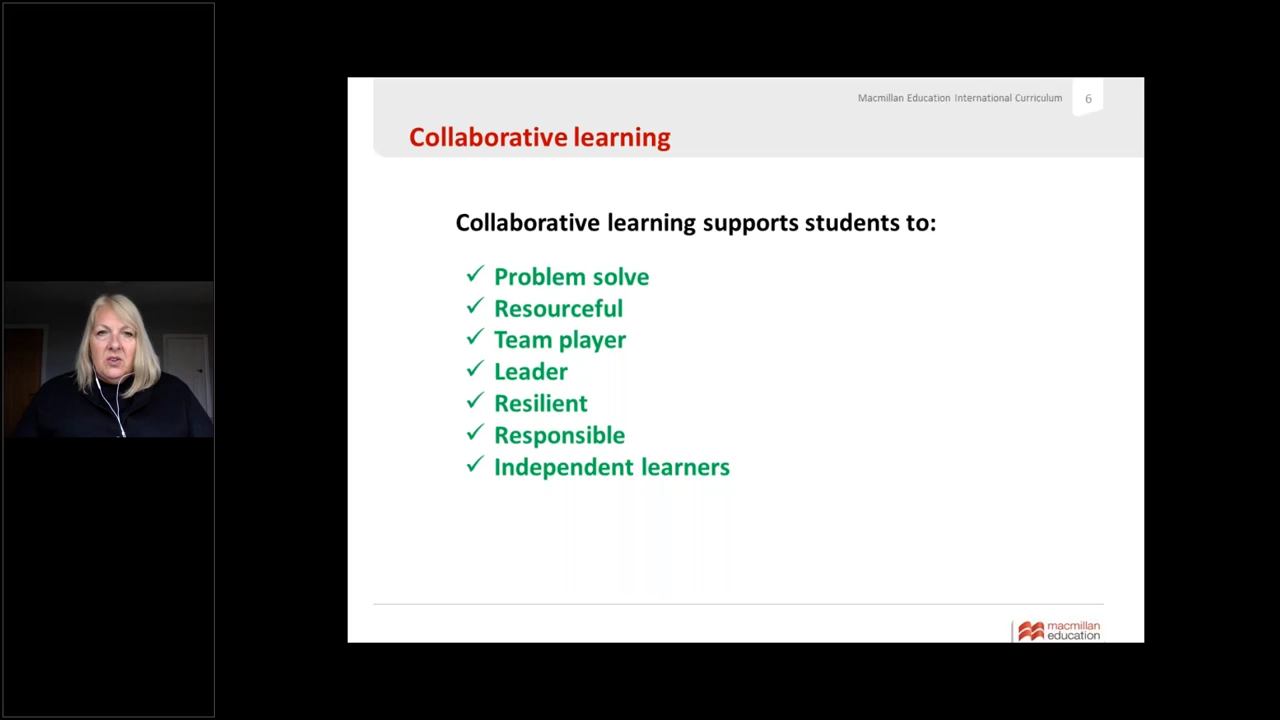 Macmillan Education International Curriculum
6
Collaborative learning
Collaborative learning supports students to:
✓ Problem solve
✓ Resourceful
✓ Team player
✓ Leader
✓ Resilient
✓ Responsible
✓ Independent learners
macmillan
education